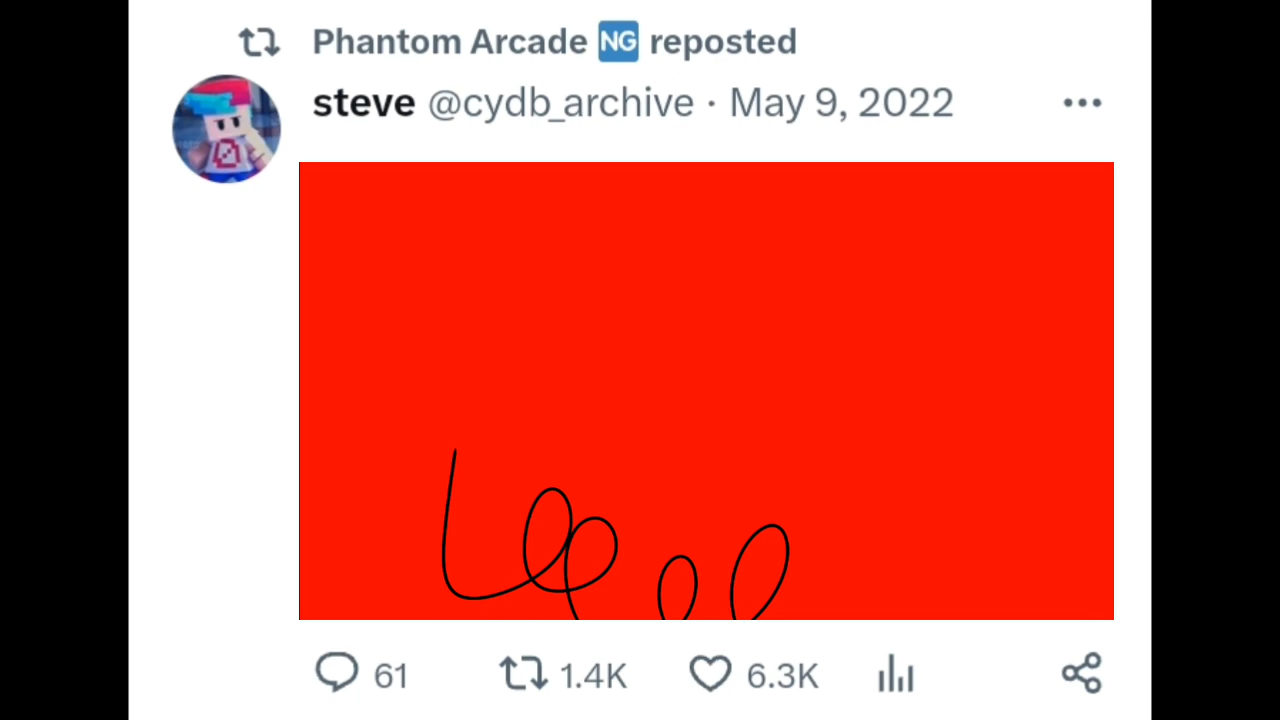 Phantom Arcade NG reposted
steve @cydb_archive · May 9, 2022
61 1.4K 6.3K